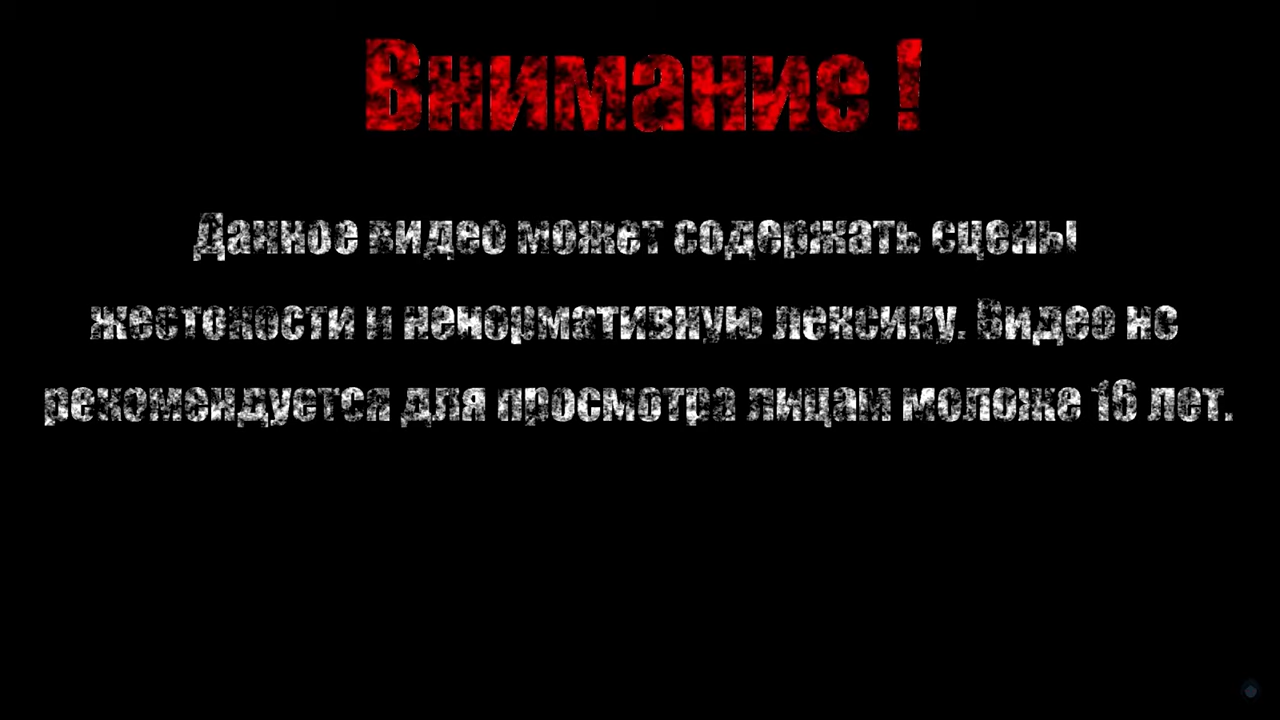 Внимание !
Данное видео может содержать сцены
жестокости и ненормативную лексику. Видео не
рекомендуется для просмотра лицам моложе 16 лет.